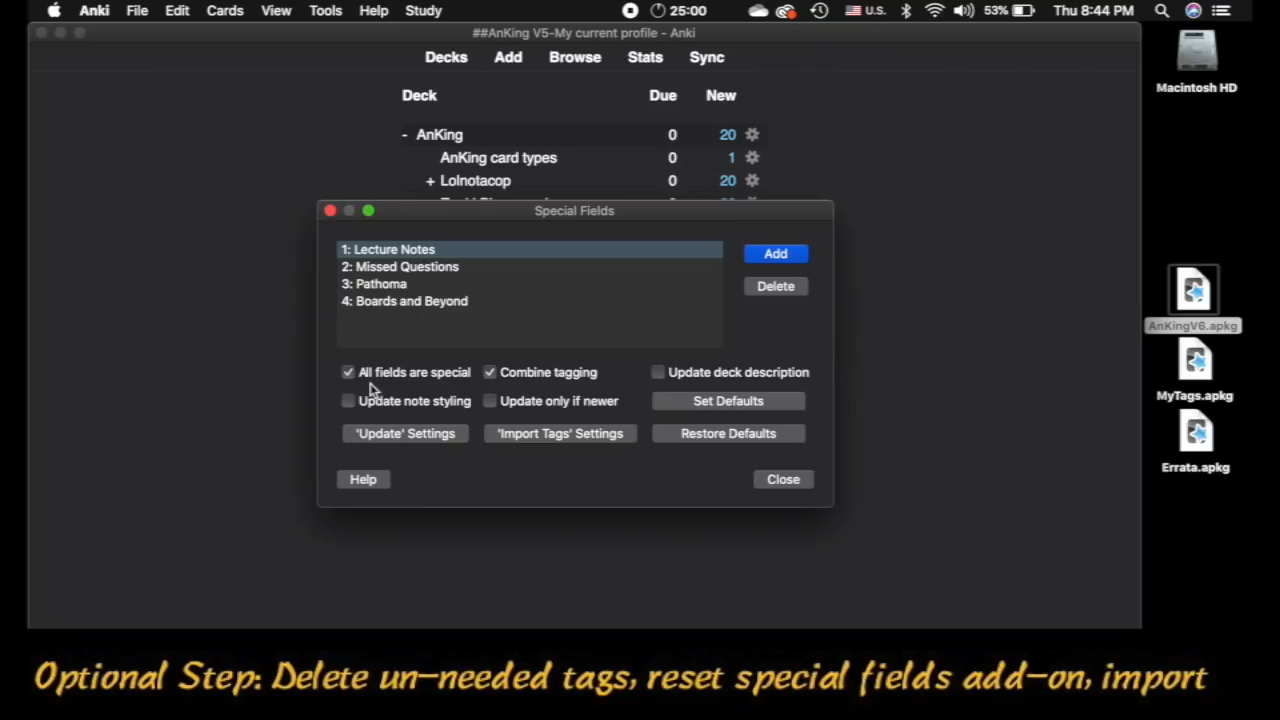 Anki File Edit Cards View Tools Help Study 25:00 U.S. 53% Thu 8:44 PM
##AnKing V5-My current profile - Anki
Decks Add Browse Stats Sync
Macintosh HD
Deck Due New
- AnKing 0 20
AnKing card types 0 1
+ Lolnotacop 0 20
Special Fields
1: Lecture Notes
2: Missed Questions
3: Pathoma
4: Boards and Beyond
Add
Delete
AnKingV6.apkg
All fields are special Combine tagging Update deck description
Update note styling Update only if newer Set Defaults
'Update' Settings 'Import Tags' Settings Restore Defaults
MyTags.apkg
Help Close
Errata.apkg
Optional Step: Delete un-needed tags, reset special fields add-on, import